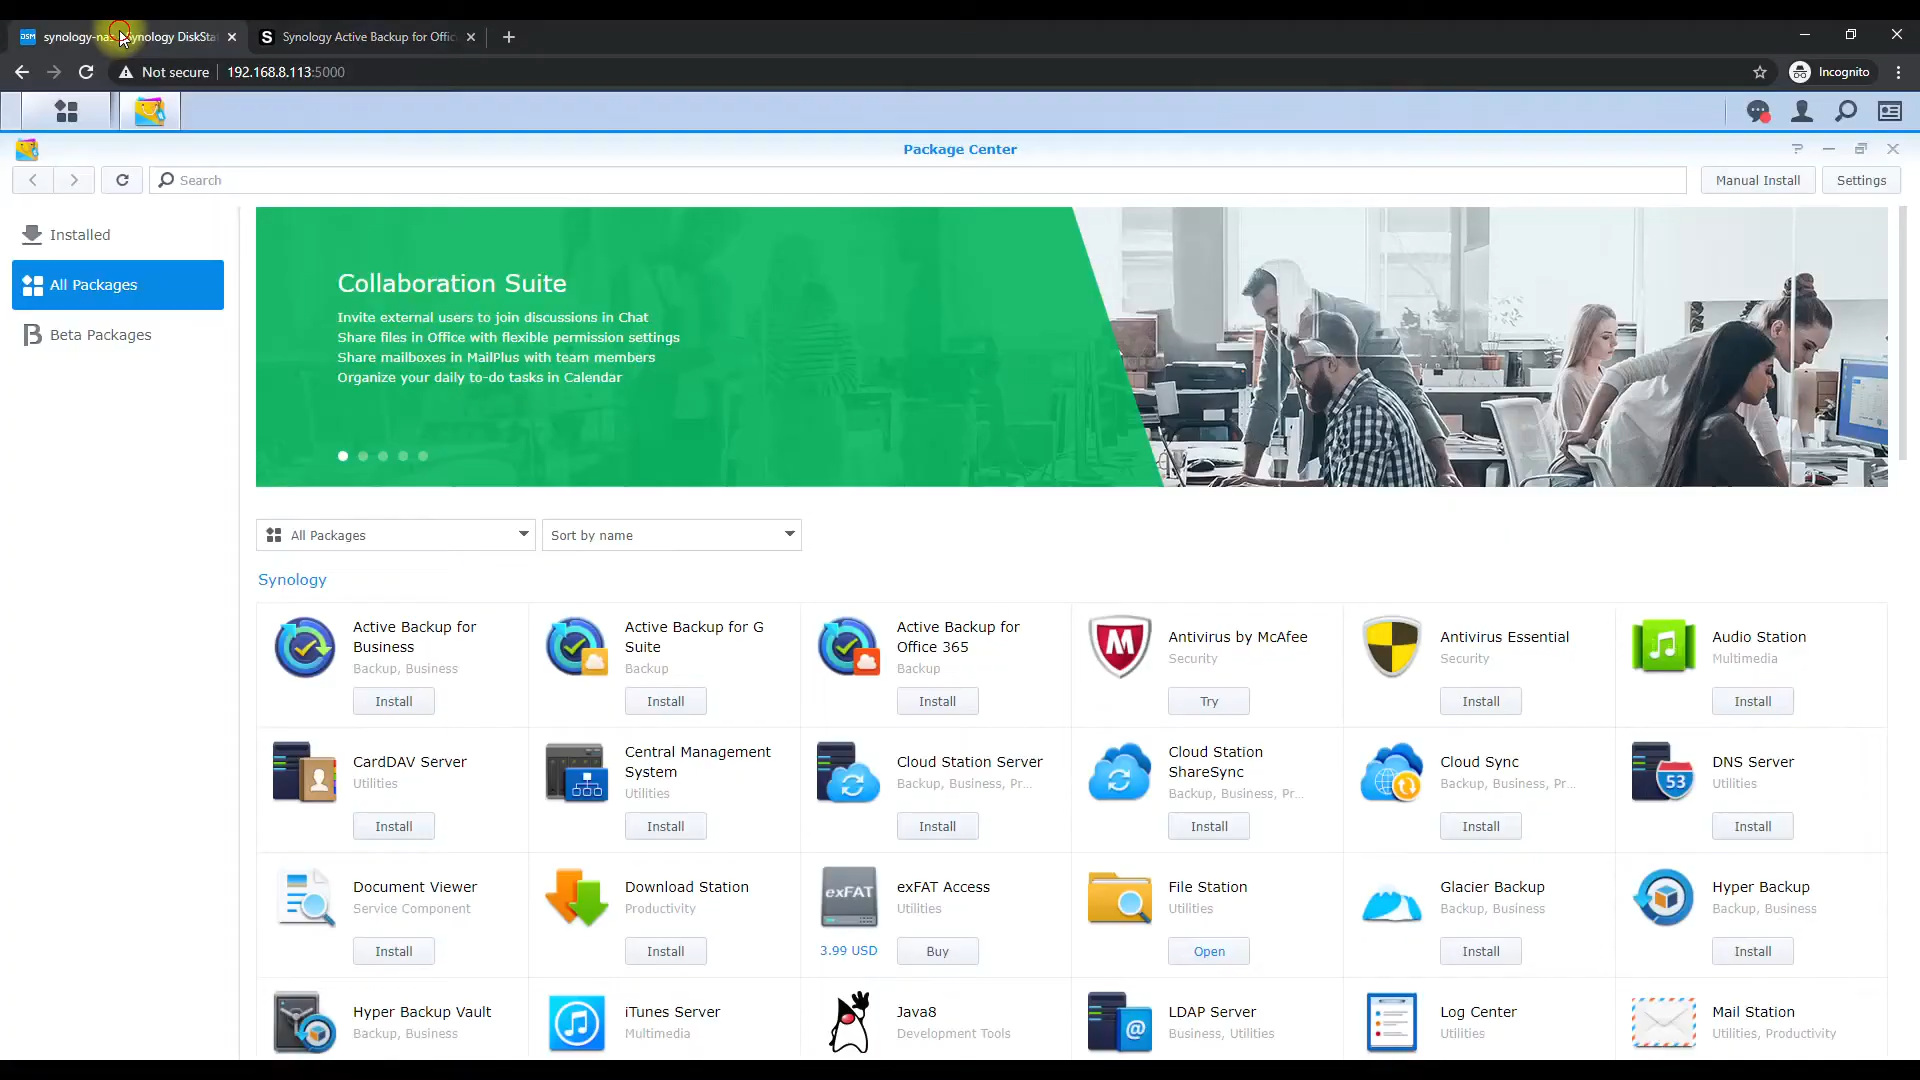 synology-na Synology DiskSta
Synology Active Backup for Offic
Not secure
192.168.8.113:5000
Incognito
Package Center
Search
Manual Install
Settings
Installed
All Packages
Beta Packages
Collaboration Suite
Invite external users to join discussions in Chat
Share files in Office with flexible permission settings
Share mailboxes in MailPlus with team members
Organize your daily to-do tasks in Calendar
All Packages
Sort by name
Synology
Active Backup for
Business
Backup, Business
Install
Active Backup for G
Suite
Backup
Install
Active Backup for
Office 365
Backup
Install
Antivirus by McAfee
Security
Try
Antivirus Essential
Security
Install
Audio Station
Multimedia
Install
CardDAV Server
Utilities
Install
Central Management
System
Utilities
Install
Cloud Station Server
Backup, Business, Pr...
Install
Cloud Station
ShareSync
Backup, Business, Pr...
Install
Cloud Sync
Backup, Business, Pr...
Install
53
DNS Server
Utilities
Install
Document Viewer
Service Component
Install
Download Station
Productivity
Install
exFAT
exFAT Access
Utilities
3.99 USD
Buy
File Station
Utilities
Open
Glacier Backup
Backup, Business
Install
Hyper Backup
Backup, Business
Install
Hyper Backup Vault
Backup, Business
iTunes Server
Multimedia
Java8
Development Tools
@
LDAP Server
Business, Utilities
Log Center
Utilities
Mail Station
Utilities, Productivity